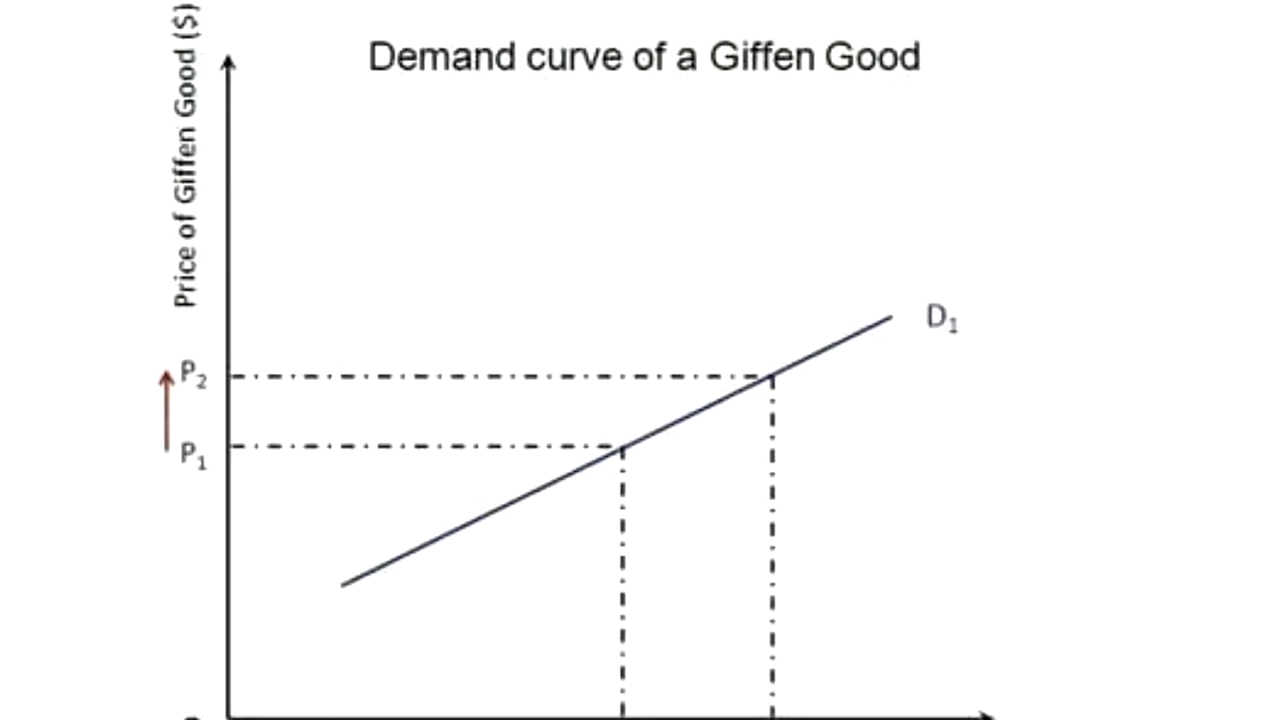 Price of Giffen Good ($)
Demand curve of a Giffen Good
D₁
P₂
P₁